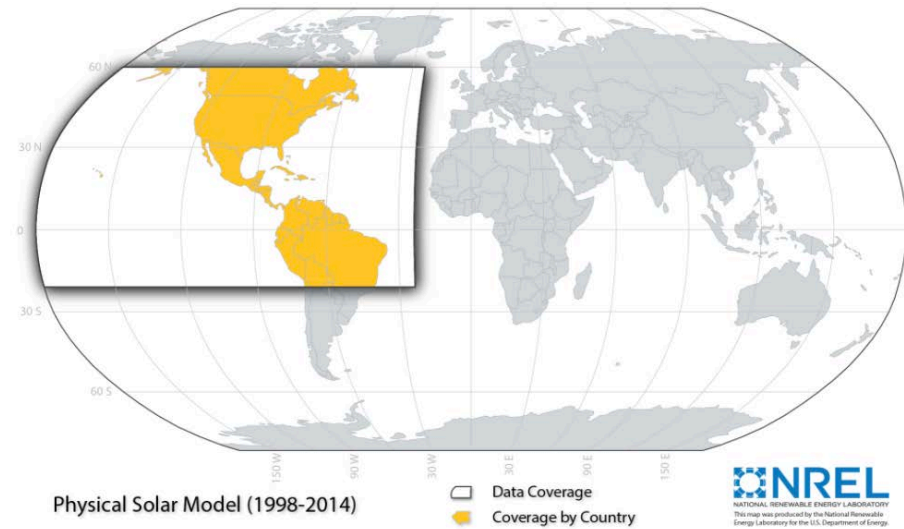 60 N
30 N
0
30 S
60 S
150 W
90 W
30 W
30 E
90 E
150 E
Physical Solar Model (1998-2014)
Data Coverage
Coverage by Country
NREL
NATIONAL RENEWABLE ENERGY LABORATORY
This map was produced by the National Renewable
Energy Laboratory for the U.S. Department of Energy.